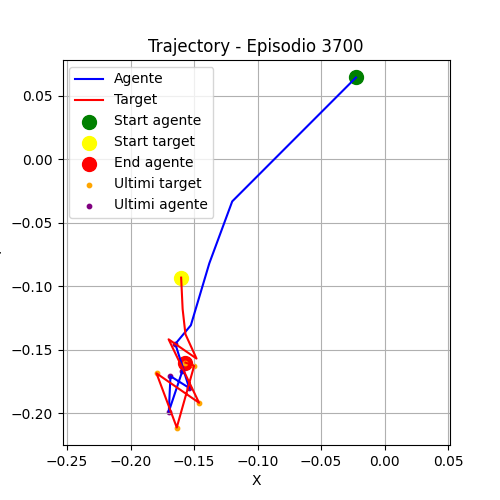 Trajectory - Episodio 3700
Agente
Target
Start agente
Start target
End agente
Ultimi target
Ultimi agente
0.05
0.00
−0.05
−0.10
−0.15
−0.20
−0.25 −0.20 −0.15 −0.10 −0.05 0.00 0.05
X